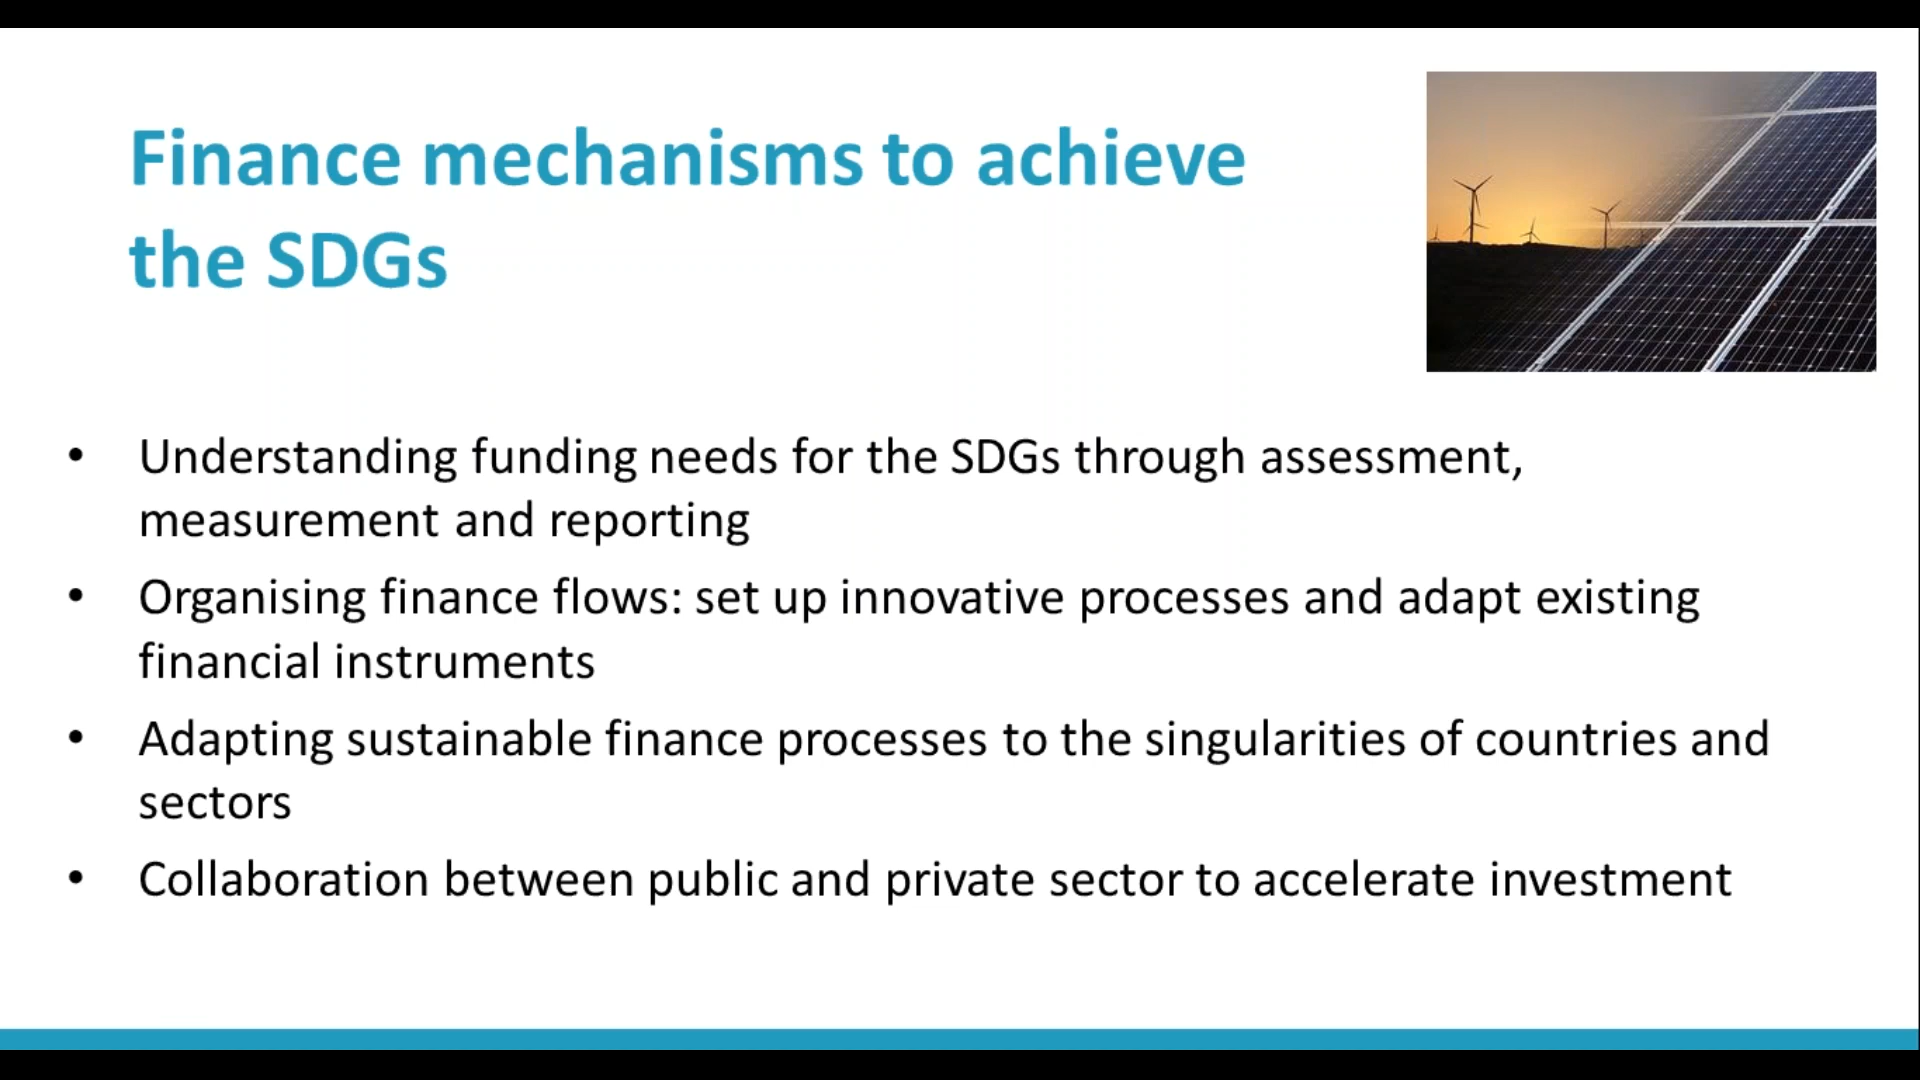 Finance mechanisms to achieve
the SDGs
• Understanding funding needs for the SDGs through assessment,
measurement and reporting
• Organising finance flows: set up innovative processes and adapt existing
financial instruments
• Adapting sustainable finance processes to the singularities of countries and
sectors
• Collaboration between public and private sector to accelerate investment